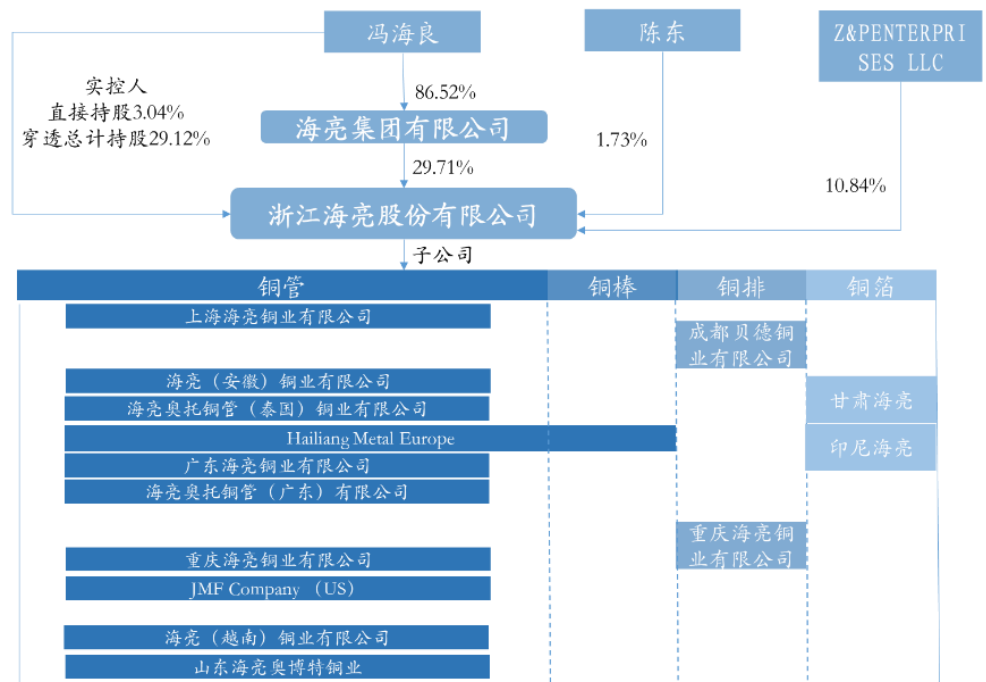 冯海良
陈东
Z&PENTERPRI
SES LLC
实控人
直接持股3.04%
穿透总计持股29.12%
86.52%
海亮集团有限公司
1.73%
29.71%
10.84%
浙江海亮股份有限公司
子公司
铜管
铜棒
铜排
铜箔
上海海亮铜业有限公司
成都贝德铜
业有限公司
海亮（安徽）铜业有限公司
甘肃海亮
海亮奥托铜管（泰国）铜业有限公司
Hailiang Metal Europe
印尼海亮
广东海亮铜业有限公司
海亮奥托铜管（广东）有限公司
重庆海亮铜
业有限公司
重庆海亮铜业有限公司
JMF Company （US）
海亮（越南）铜业有限公司
山东海亮奥博特铜业